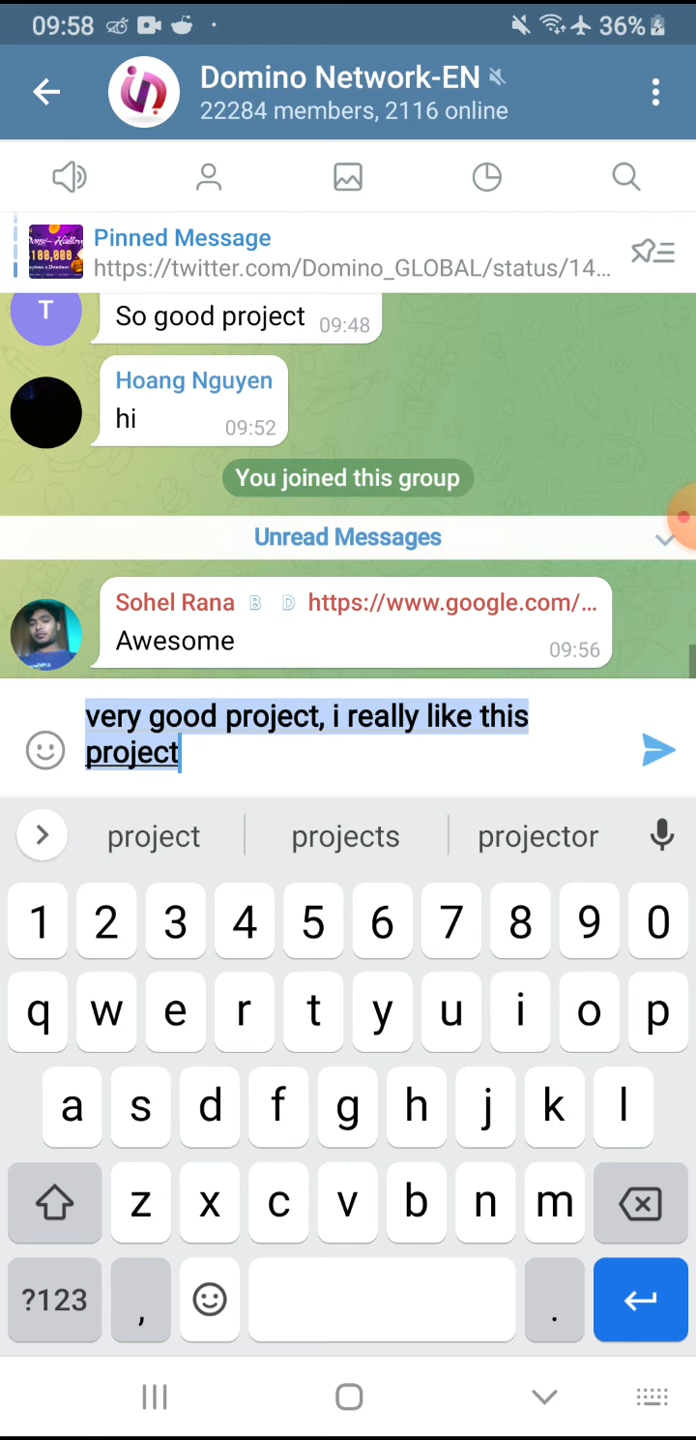 09:58
36%
Domino Network-EN
22284 members, 2116 online
Pinned Message
https://twitter.com/Domino_GLOBAL/status/14...
100,000
T
So good project 09:48
Hoang Nguyen
hi 09:52
You joined this group
Unread Messages
Sohel Rana B D https://www.google.com/...
Awesome 09:56
very good project, i really like this
project
project projects projector
1 2 3 4 5 6 7 8 9 0
q w e r t y u i o p
a s d f g h j k l
z x c v b n m
?123 , .